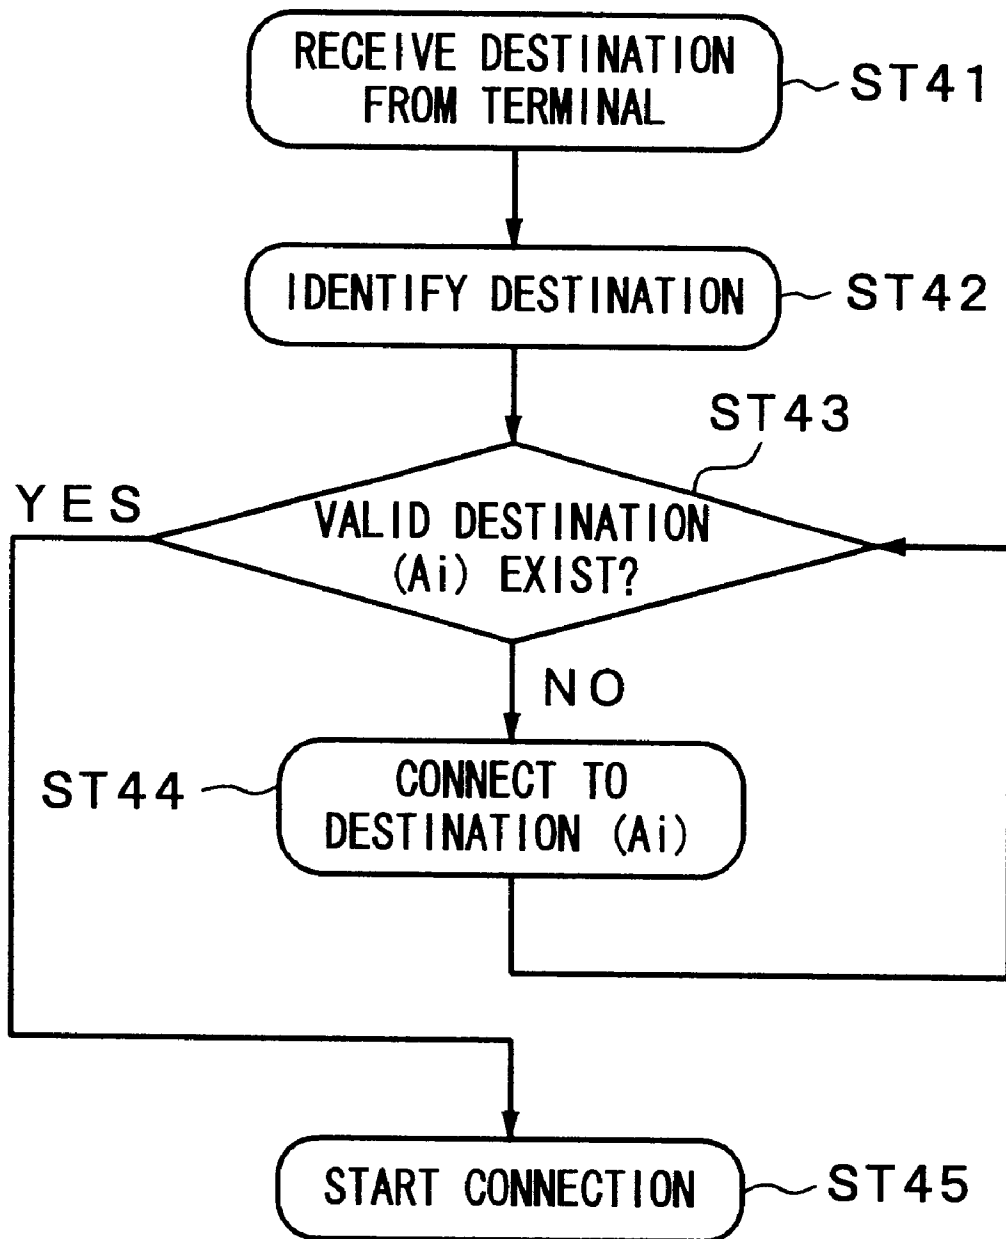 RECEIVE DESTINATION
FROM TERMINAL
ST41
IDENTIFY DESTINATION
ST42
ST43
YES
VALID DESTINATION
(Ai) EXIST?
NO
ST44
CONNECT TO
DESTINATION (Ai)
START CONNECTION
ST45